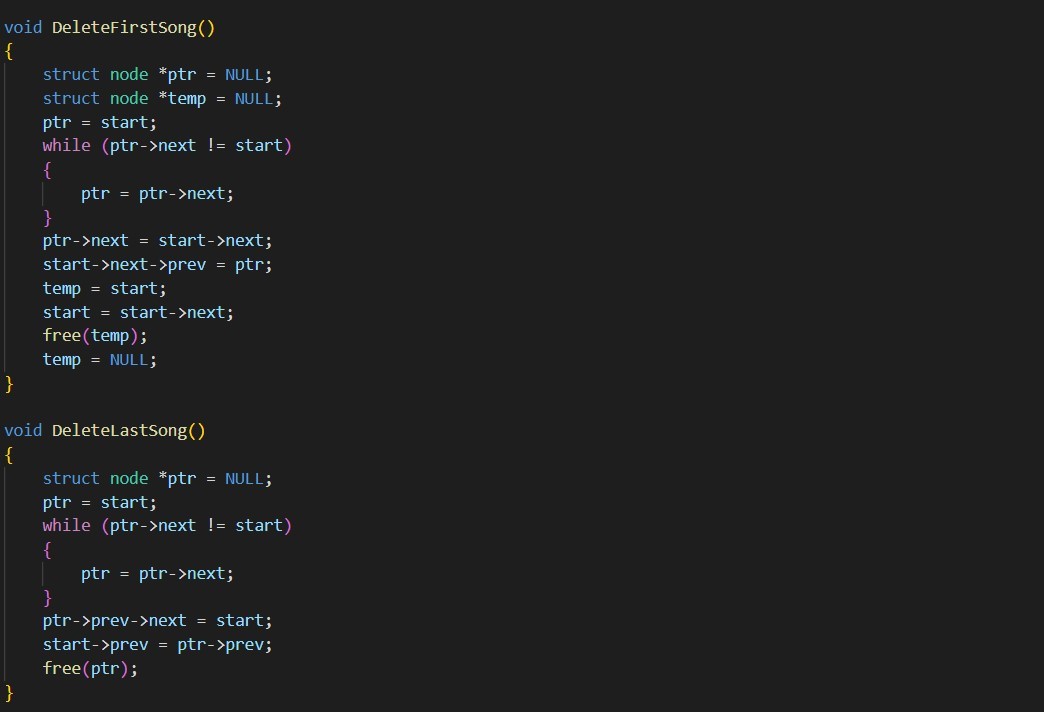 void DeleteFirstSong()
{
    struct node *ptr = NULL;
    struct node *temp = NULL;
    ptr = start;
    while (ptr->next != start)
    {
        ptr = ptr->next;
    }
    ptr->next = start->next;
    start->next->prev = ptr;
    temp = start;
    start = start->next;
    free(temp);
    temp = NULL;
}

void DeleteLastSong()
{
    struct node *ptr = NULL;
    ptr = start;
    while (ptr->next != start)
    {
        ptr = ptr->next;
    }
    ptr->prev->next = start;
    start->prev = ptr->prev;
    free(ptr);
}